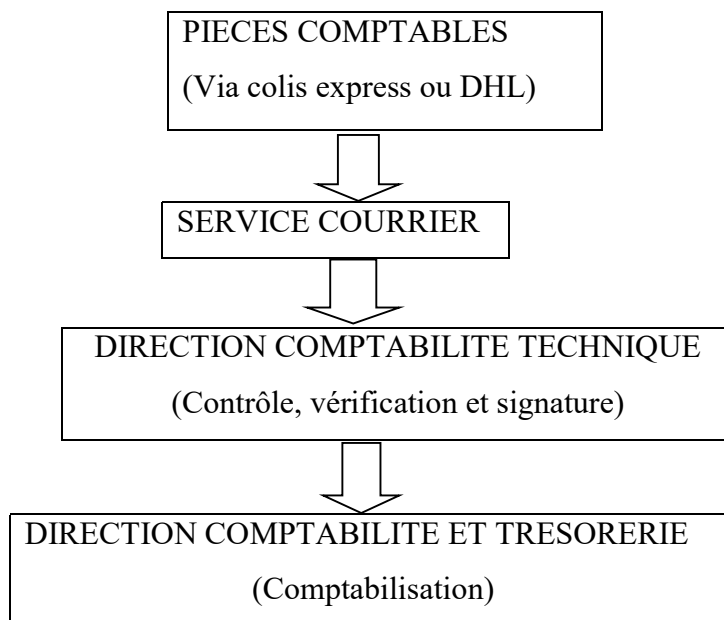 PIECES COMPTABLES
(Via colis express ou DHL)
SERVICE COURRIER
DIRECTION COMPTABILITE TECHNIQUE
(Contrôle, vérification et signature)
DIRECTION COMPTABILITE ET TRESORERIE
(Comptabilisation)